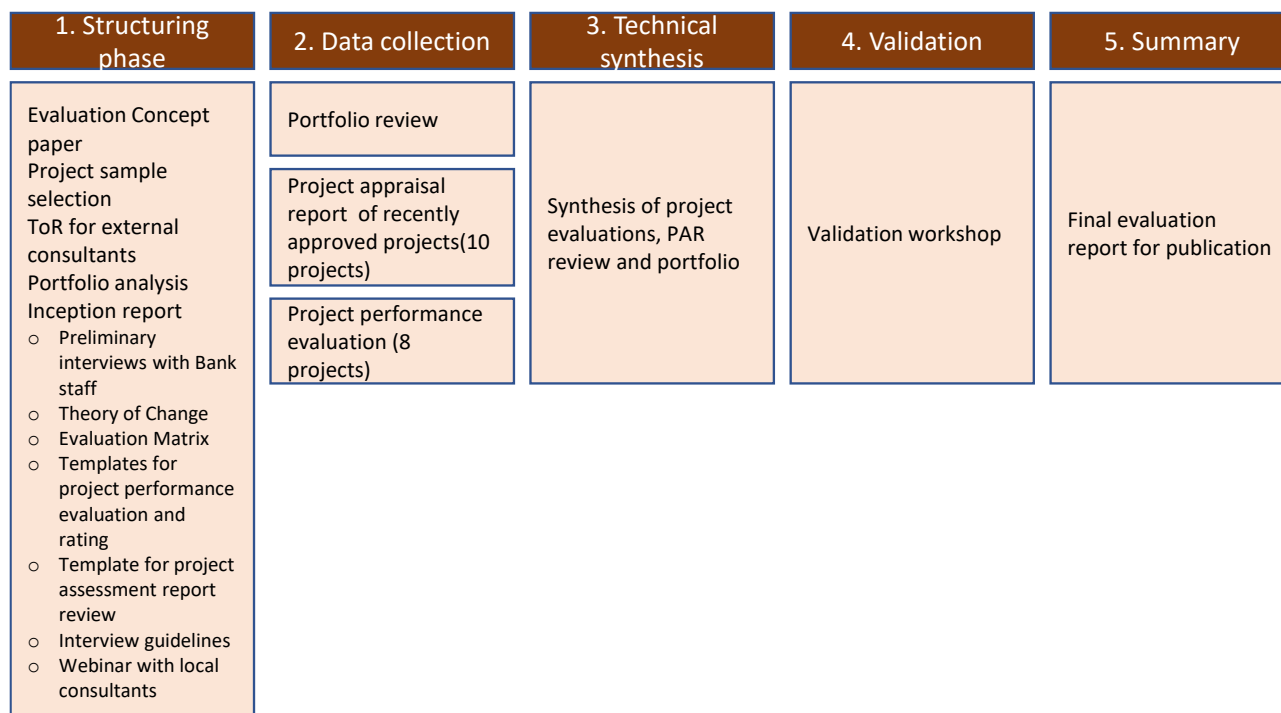 1. Structuring
phase
2. Data collection
3. Technical
synthesis
4. Validation
5. Summary
Evaluation Concept
paper
Project sample
selection
ToR for external
consultants
Portfolio analysis
Inception report
o Preliminary
interviews with Bank
staff
o Theory of Change
o Evaluation Matrix
o Templates for
project performance
evaluation and
rating
o Template for project
assessment report
review
o Interview guidelines
o Webinar with local
consultants
Portfolio review
Project appraisal
report of recently
approved projects(10
projects)
Project performance
evaluation (8
projects)
Synthesis of project
evaluations, PAR
review and portfolio
Validation workshop
Final evaluation
report for publication